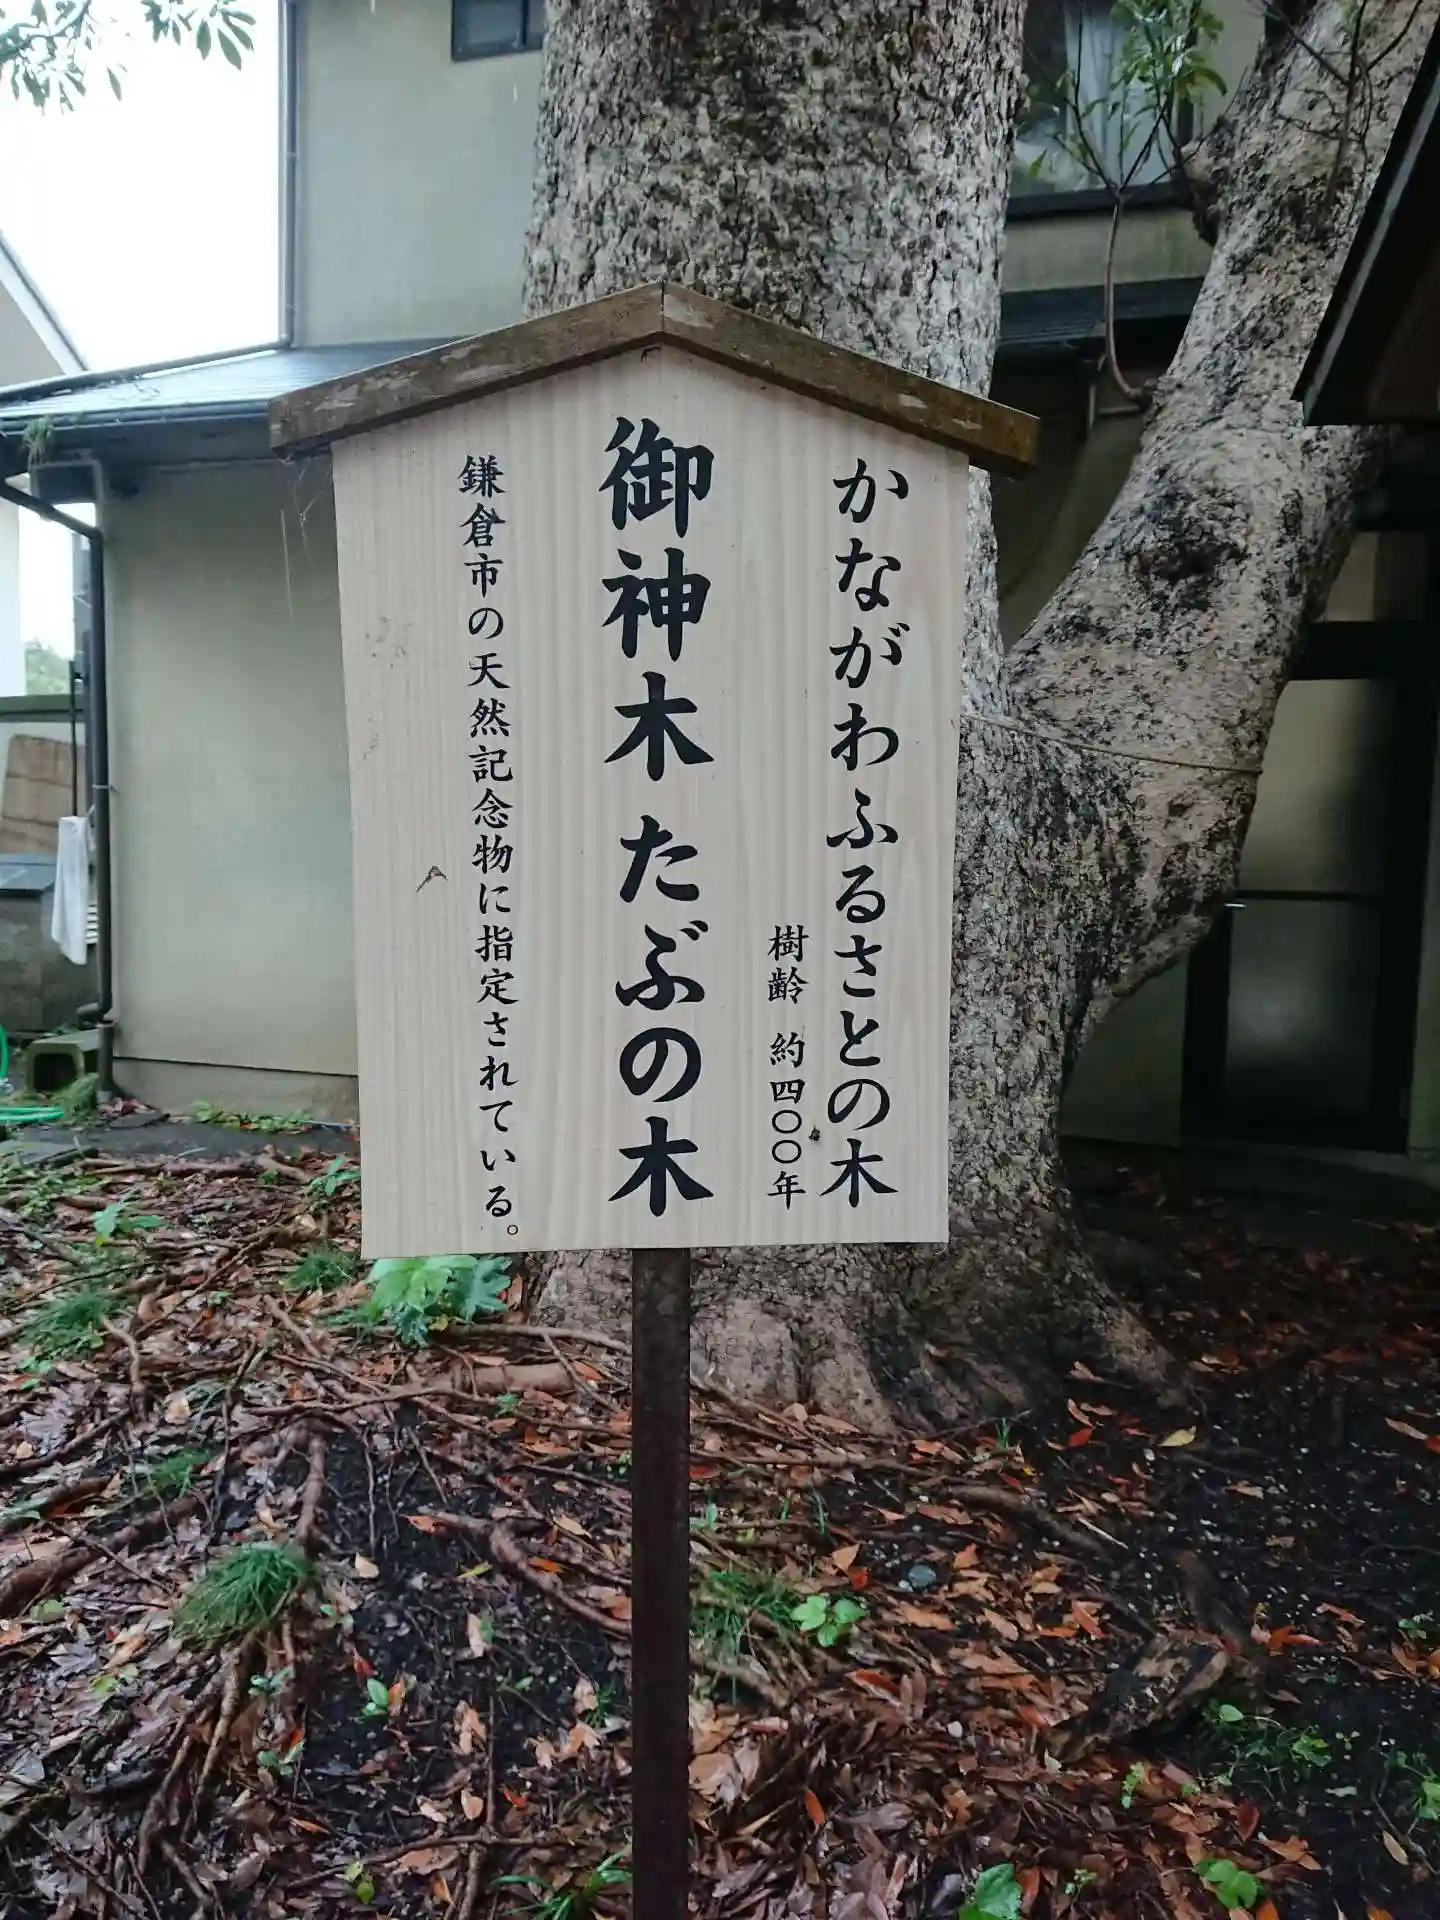 かながわふるさとの木
樹齢 約四〇〇年
御神木 たぶの木
鎌倉市の天然記念物に指定されている。